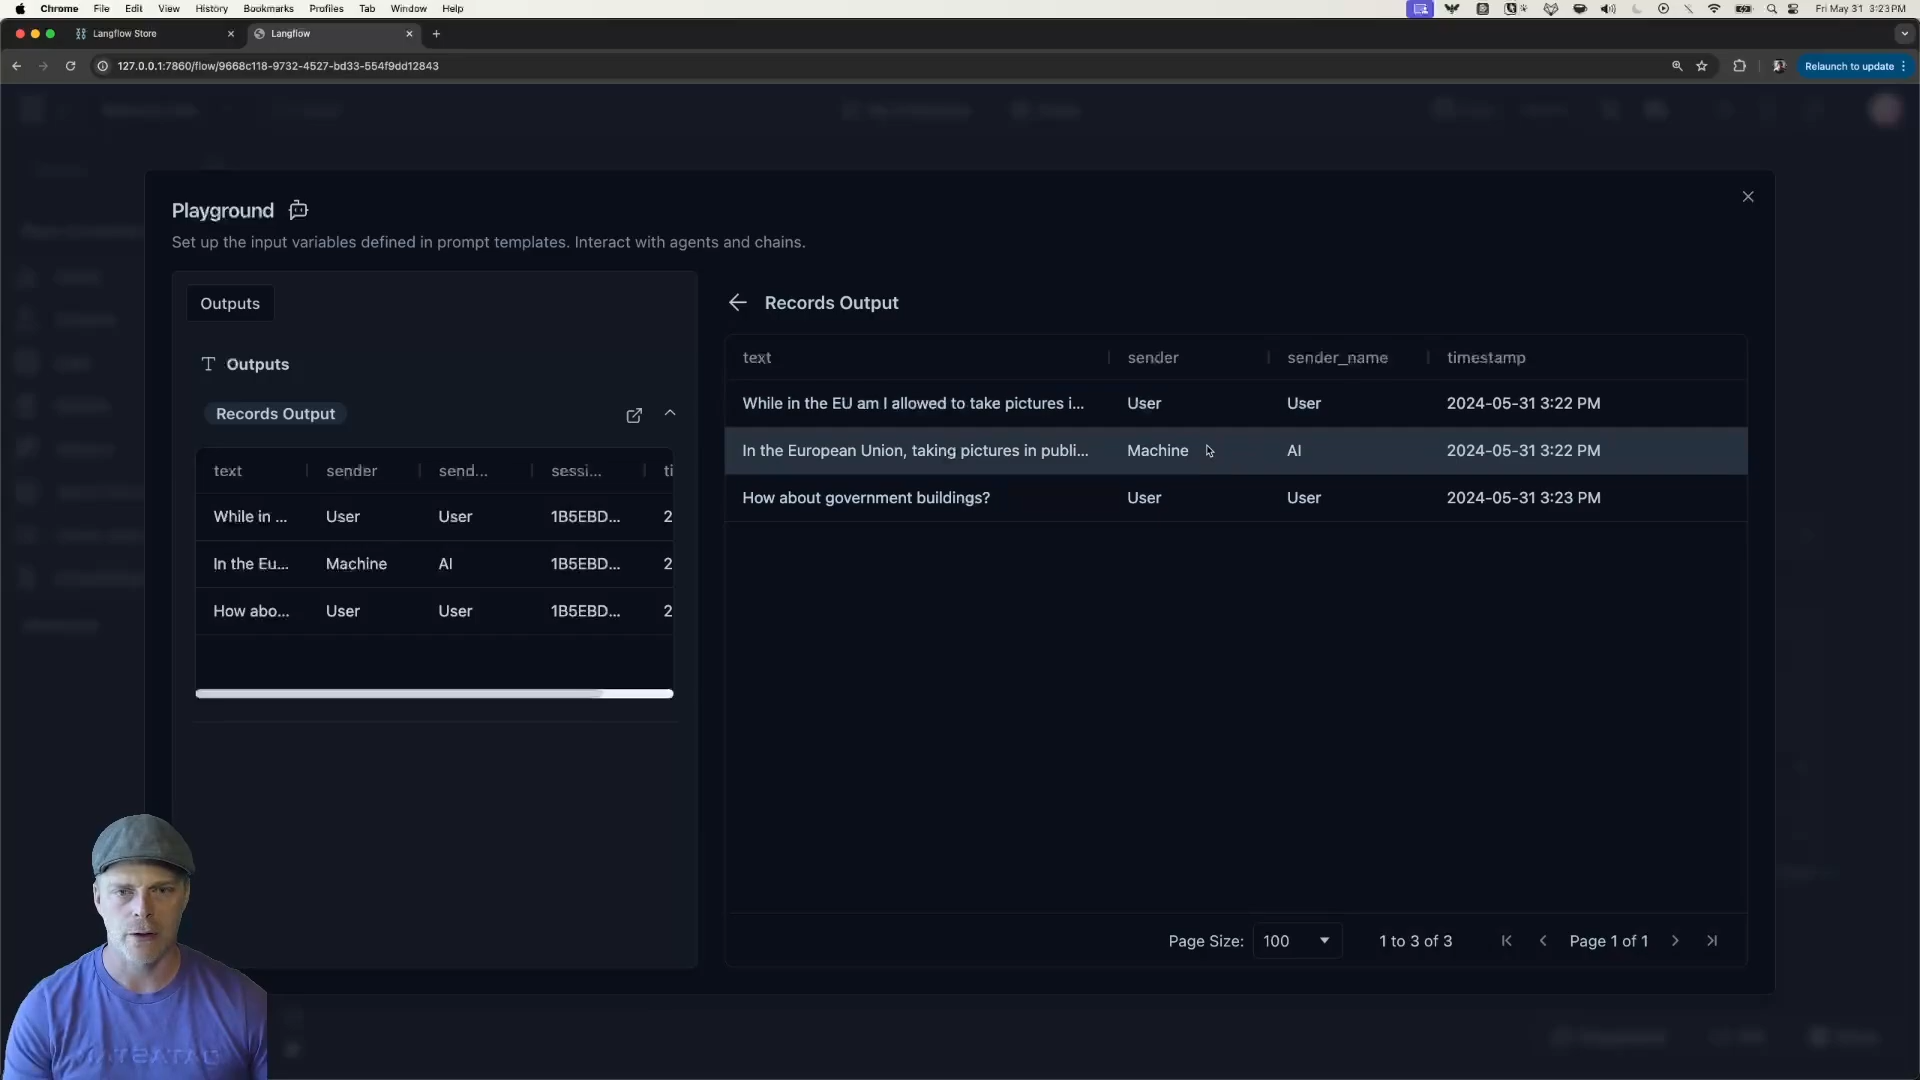 Chrome File Edit View History Bookmarks Profiles Tab Window Help Fri May 31 3:23 PM
Langflow Store Langflow
127.0.0.1:7860/flow/9668c118-9732-4527-bd33-554f9dd12843 Relaunch to update
Playground
Set up the input variables defined in prompt templates. Interact with agents and chains.
Outputs
Outputs
Records Output
text sender send... sessi... ti
While in ... User User 1B5EBD... 2
In the Eu... Machine AI 1B5EBD... 2
How abo... User User 1B5EBD... 2
Records Output
text sender sender_name timestamp
While in the EU am I allowed to take pictures i... User User 2024-05-31 3:22 PM
In the European Union, taking pictures in publi... Machine AI 2024-05-31 3:22 PM
How about government buildings? User User 2024-05-31 3:23 PM
Page Size: 100 1 to 3 of 3 Page 1 of 1